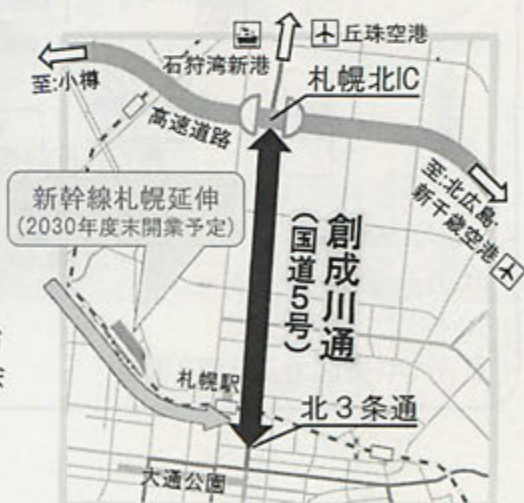 丘珠空港
石狩湾新港
至:小樽
札幌北IC
高速道路
至:北広島・
新千歳空港
新幹線札幌延伸
(2030年度末開業予定)
創成川通
(国道5号)
札幌駅
北3条通
大通公園